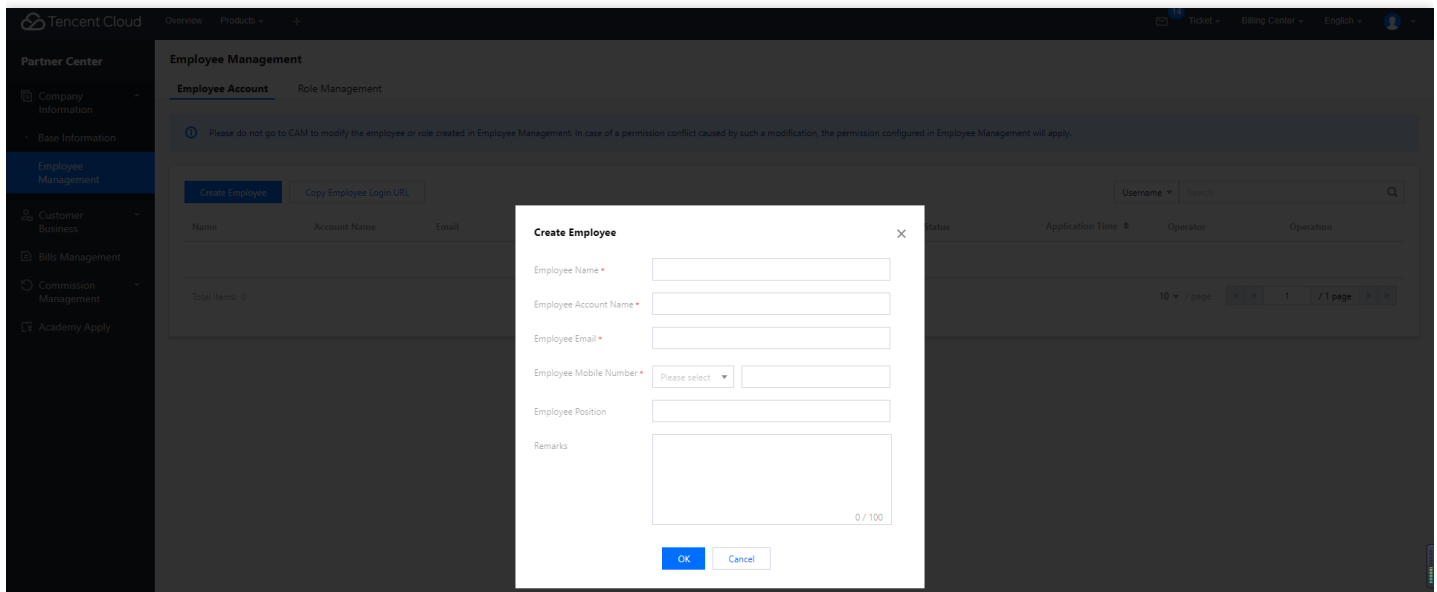 Tencent Cloud Overview Products + 14 Ticket Billing Center English
Partner Center
Employee Management
Employee Account Role Management
Company
Information
Base Information
Employee
Management
Customer
Business
Bills Management
Commission
Management
Academy Apply
Please do not go to CAM to modify the employee or role created in Employee Management. In case of a permission conflict caused by such a modification, the permission configured in Employee Management will apply.
Create Employee Copy Employee Login URL Username Search
Name Account Name Email Status Application Time Operator Operation
Total items: 0 10 / page 1 / 1 page
Create Employee
Employee Name *
Employee Account Name *
Employee Email *
Employee Mobile Number * Please select
Employee Position
Remarks
0 / 100
OK Cancel